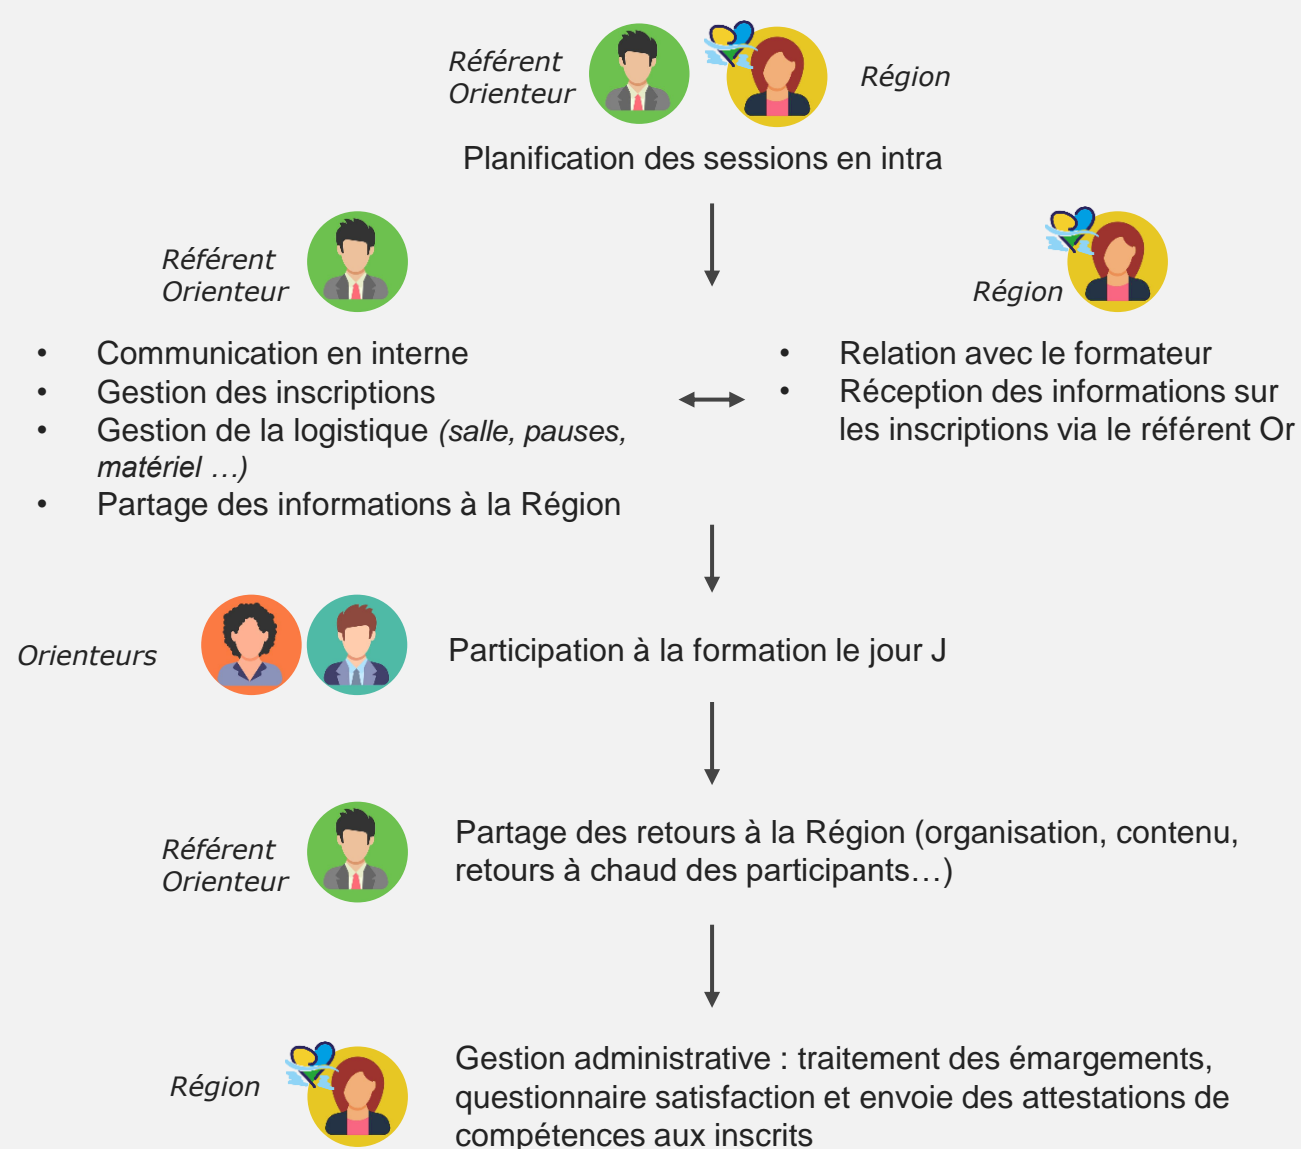 Référent
Orienteur
Région
Planification des sessions en intra
Référent
Orienteur
Région
• Communication en interne
• Gestion des inscriptions
• Gestion de la logistique (salle, pauses,
matériel …)
• Partage des informations à la Région
• Relation avec le formateur
• Réception des informations sur
les inscriptions via le référent Or
Orienteurs
Participation à la formation le jour J
Référent
Orienteur
Partage des retours à la Région (organisation, contenu,
retours à chaud des participants…)
Région
Gestion administrative : traitement des émargements,
questionnaire satisfaction et envoie des attestations de
compétences aux inscrits